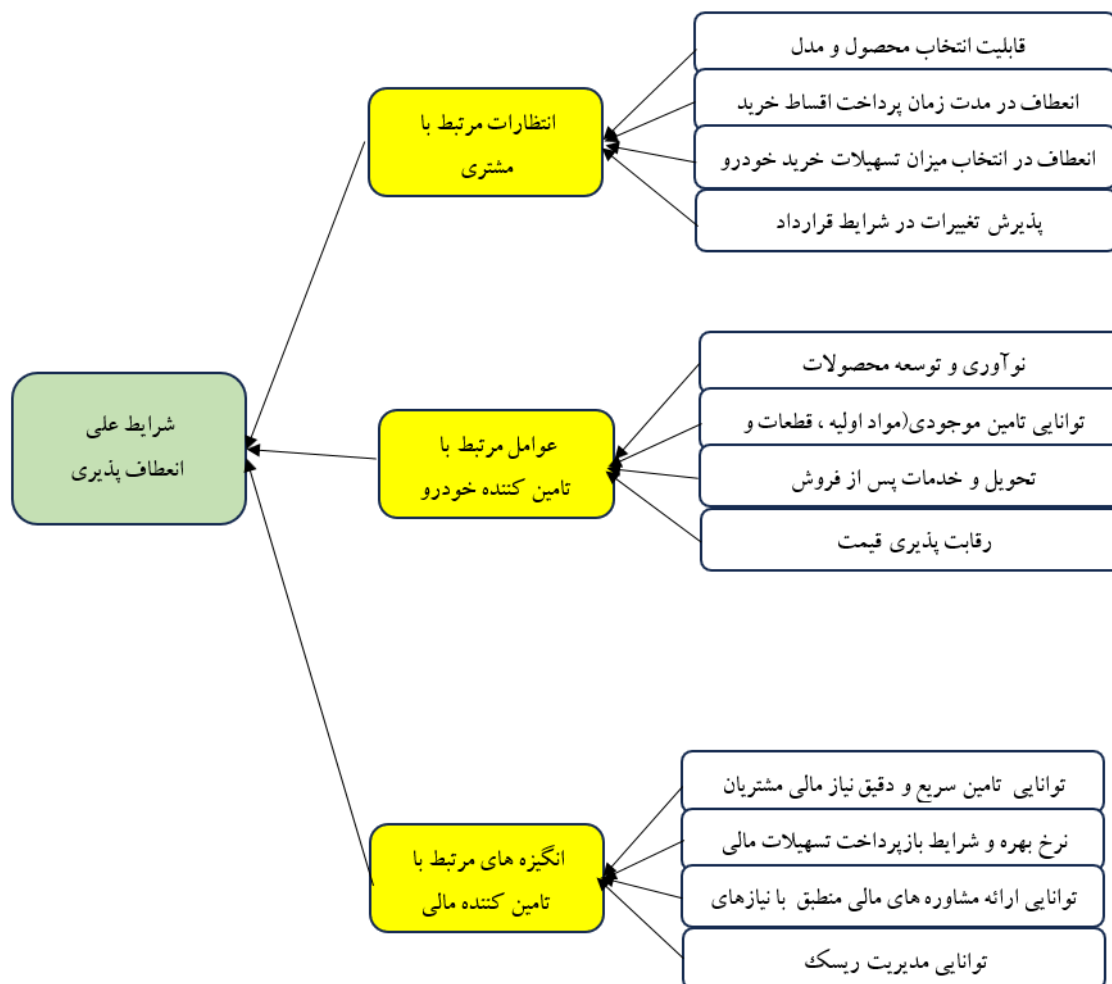 قابلیت انتخاب محصول و مدل
انعطاف در مدت زمان پرداخت اقساط خرید
انعطاف در انتخاب میزان تسهیلات خرید خودرو
پذیرش تغییرات در شرایط قرارداد
انتظارات مرتبط با
مشتری
نوآوری و توسعه محصولات
توانایی تامین موجودی(مواد اولیه ، قطعات و
تحویل و خدمات پس از فروش
رقابت پذیری قیمت
عوامل مرتبط با
تامین کننده خودرو
شرایط علی
انعطاف پذیری
توانایی تامین سریع و دقیق نیاز مالی مشتریان
نرخ بهره و شرایط بازپرداخت تسهیلات مالی
توانایی ارائه مشاوره های مالی منطبق با نیازهای
توانایی مدیریت ریسک
انگیزه های مرتبط با
تامین کننده مالی